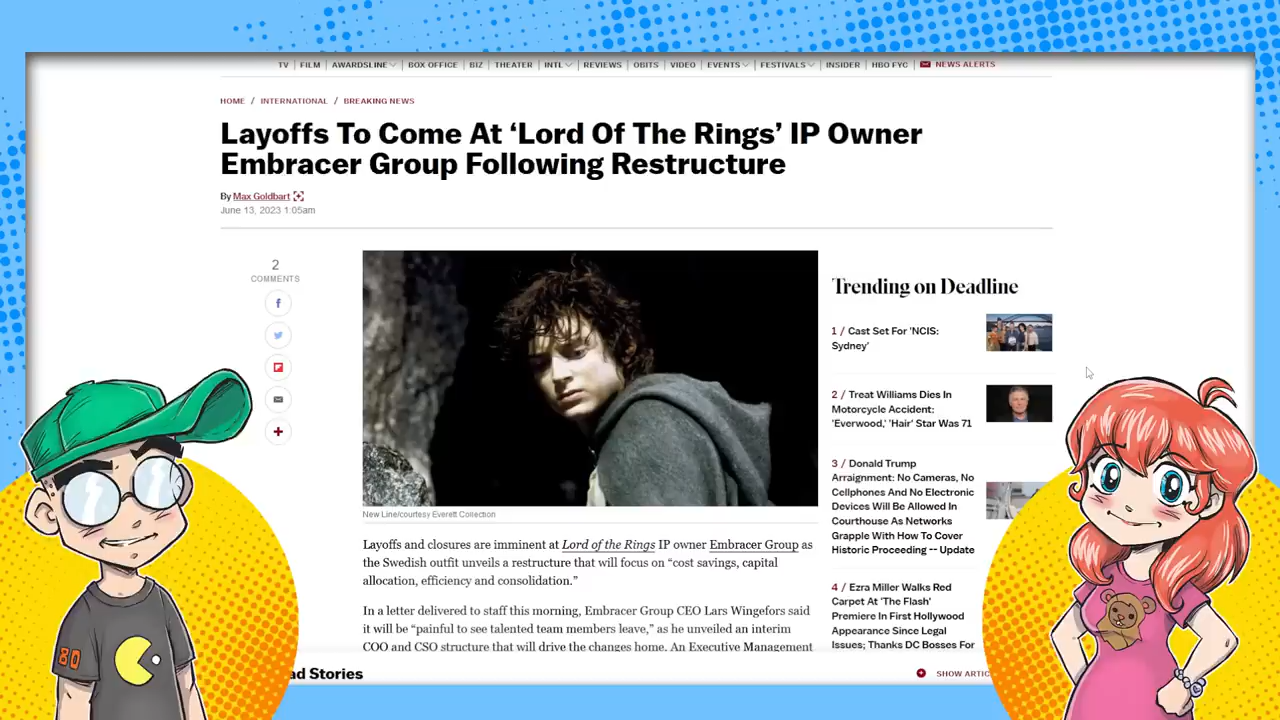 TV | FILM | AWARDSLINE | BOX OFFICE | BIZ | THEATER | INTL | REVIEWS | OBITS | VIDEO | EVENTS | FESTIVALS | INSIDER | HBO FYC | NEWS ALERTS
HOME / INTERNATIONAL / BREAKING NEWS
Layoffs To Come At ‘Lord Of The Rings’ IP Owner
Embracer Group Following Restructure
By Max Goldbart
June 13, 2023 1:05am
2
COMMENTS
New Line/courtesy Everett Collection
Layoffs and closures are imminent at Lord of the Rings IP owner Embracer Group as
the Swedish outfit unveils a restructure that will focus on “cost savings, capital
allocation, efficiency and consolidation.”
In a letter delivered to staff this morning, Embracer Group CEO Lars Wingefors said
it will be “painful to see talented team members leave,” as he unveiled an interim
COO and CSO structure that will drive the changes home. An Executive Management
Trending on Deadline
1 / Cast Set For 'NCIS:
Sydney'
2 / Treat Williams Dies In
Motorcycle Accident:
'Everwood,' 'Hair' Star Was 71
3 / Donald Trump
Arraignment: No Cameras, No
Cellphones And No Electronic
Devices Will Be Allowed In
Courthouse As Networks
Grapple With How To Cover
Historic Proceeding -- Update
4 / Ezra Miller Walks Red
Carpet At 'The Flash'
Premiere In First Hollywood
Appearance Since Legal
Issues; Thanks DC Bosses For
ad Stories
SHOW ARTIC
80